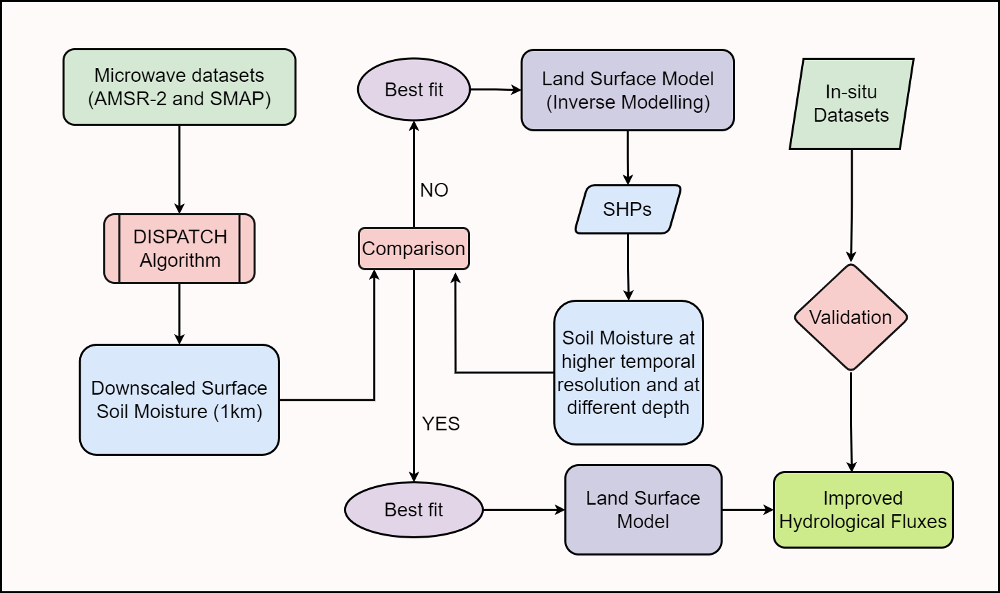 Microwave datasets
(AMSR-2 and SMAP)
DISPATCH
Algorithm
Downscaled Surface
Soil Moisture (1km)
Best fit
NO
Comparison
YES
Best fit
Land Surface Model
(Inverse Modelling)
SHPs
Soil Moisture at
higher temporal
resolution and at
different depth
Land Surface
Model
In-situ
Datasets
Validation
Improved
Hydrological Fluxes